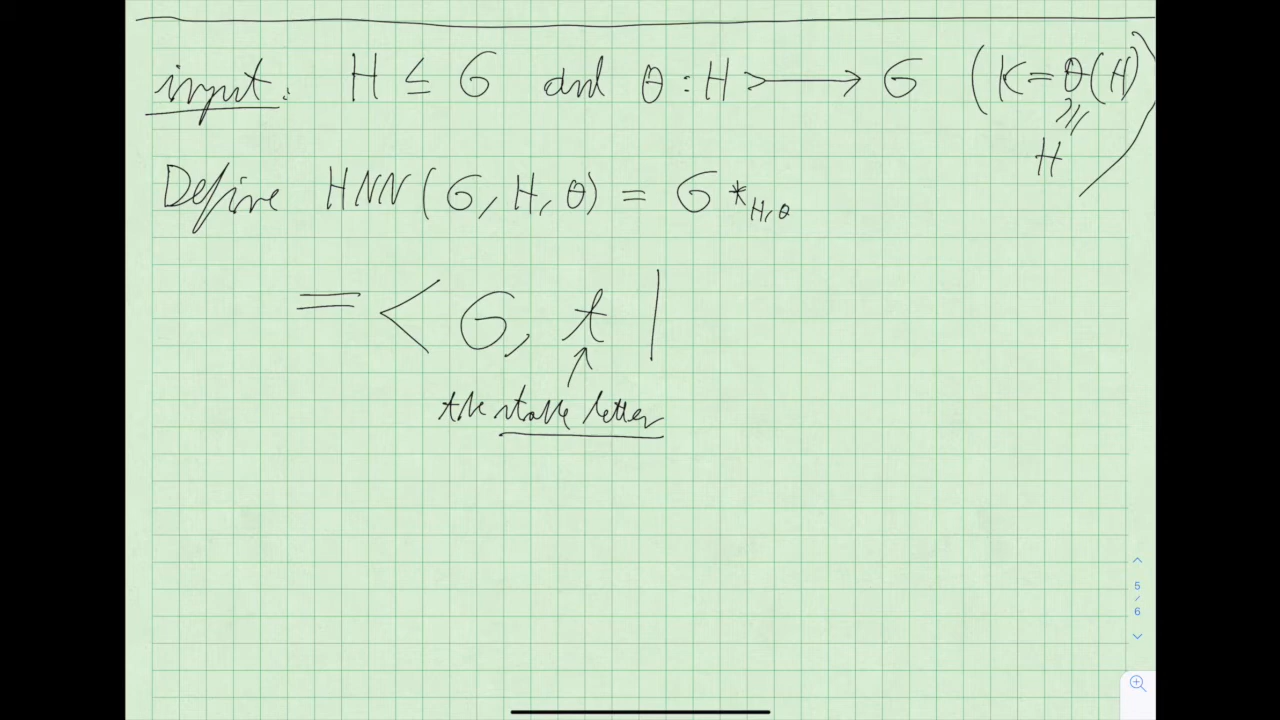 input: H ≤ G and θ : H >⟶ G (K = θ(H)
≅
H )
Define HNN(G, H, θ) = G *_{H,θ}
= < G, t |
↑
the stable letter
5
/
6